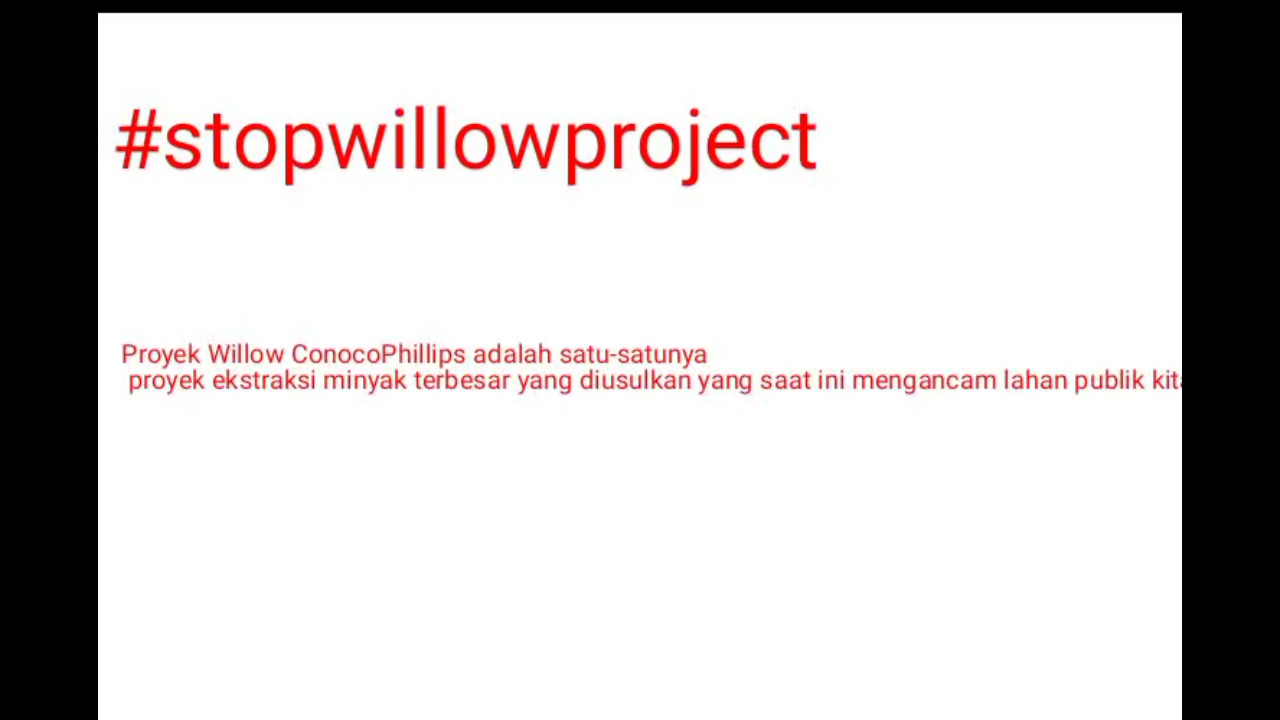 #stopwillowproject
Proyek Willow ConocoPhillips adalah satu-satunya
proyek ekstraksi minyak terbesar yang diusulkan yang saat ini mengancam lahan publik